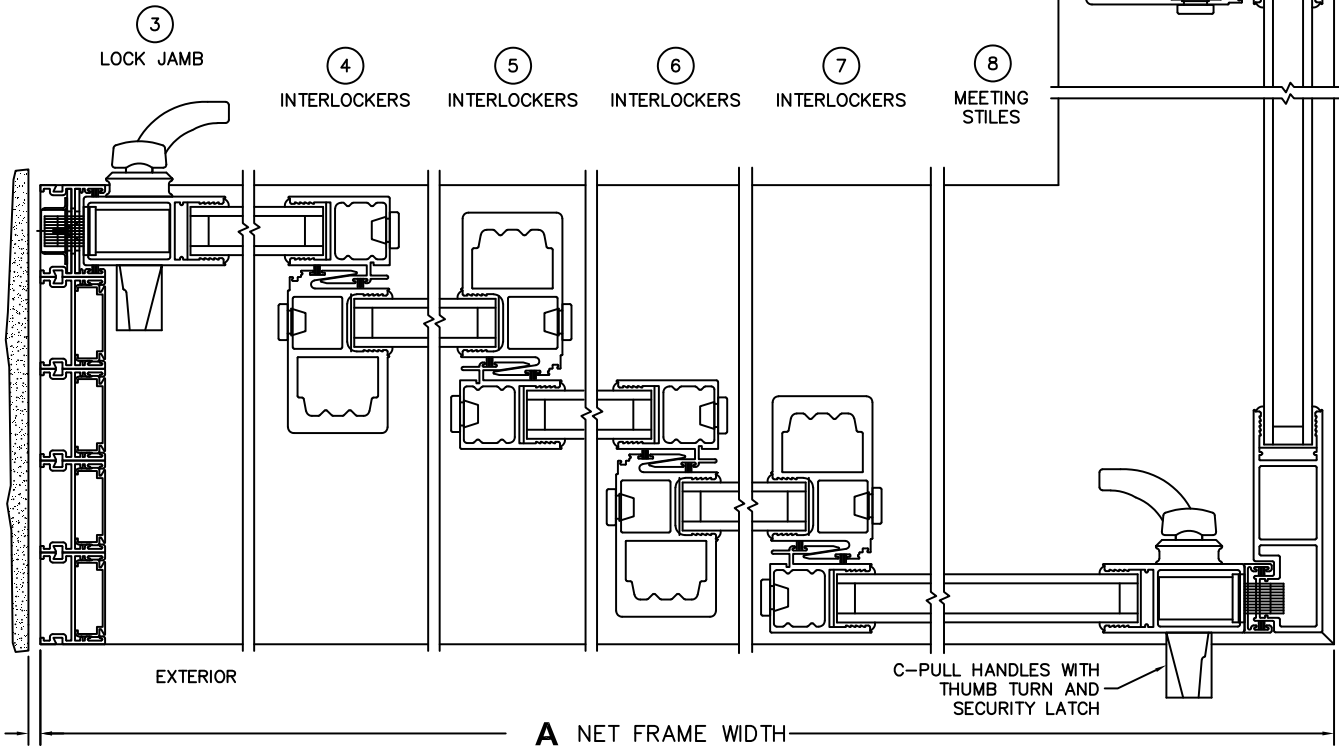 3
LOCK JAMB
4
INTERLOCKERS
5
INTERLOCKERS
6
INTERLOCKERS
7
INTERLOCKERS
8
MEETING
STILES
EXTERIOR
C-PULL HANDLES WITH
THUMB TURN AND
SECURITY LATCH
A NET FRAME WIDTH